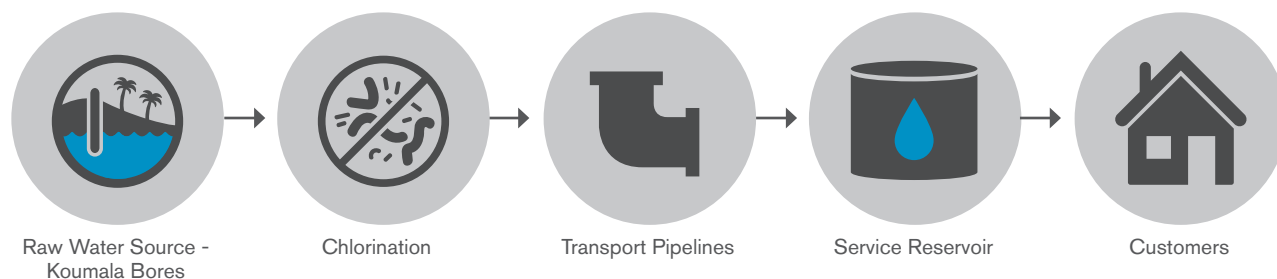 Raw Water Source -
Koumala Bores
Chlorination
Transport Pipelines
Service Reservoir
Customers